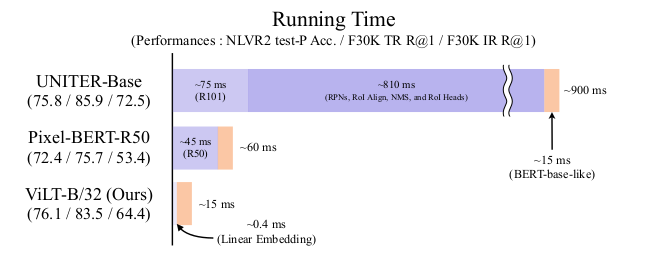 Running Time
(Performances : NLVR2 test-P Acc. / F30K TR R@1 / F30K IR R@1)
UNITER-Base
(75.8 / 85.9 / 72.5)
~75 ms
(R101)
~810 ms
(RPNs, RoI Align, NMS, and RoI Heads)
~900 ms
~15 ms
(BERT-base-like)
Pixel-BERT-R50
(72.4 / 75.7 / 53.4)
~45 ms
(R50)
~60 ms
ViLT-B/32 (Ours)
(76.1 / 83.5 / 64.4)
~15 ms
~0.4 ms
(Linear Embedding)